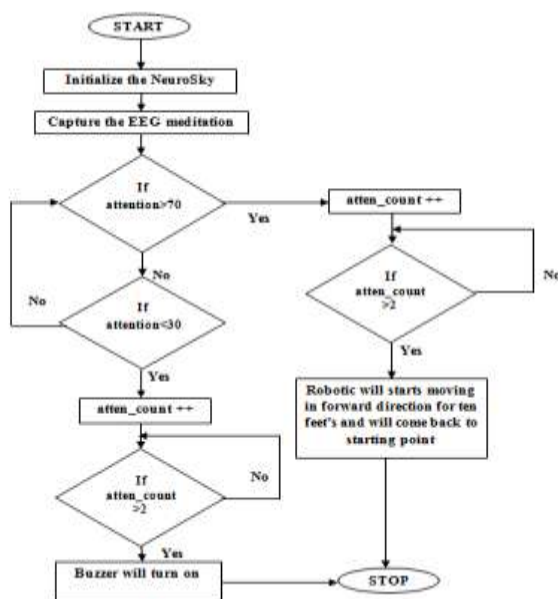 START
Initialize the NeuroSky
Capture the EEG meditation
If
attention>70
Yes
atten_count ++
No
If
attention<30
No
If
atten_count
>2
No
Yes
Yes
atten_count ++
Robotic will starts moving
in forward direction for ten
feet's and will come back to
starting point
If
atten_count
>2
No
Yes
Buzzer will turn on
STOP